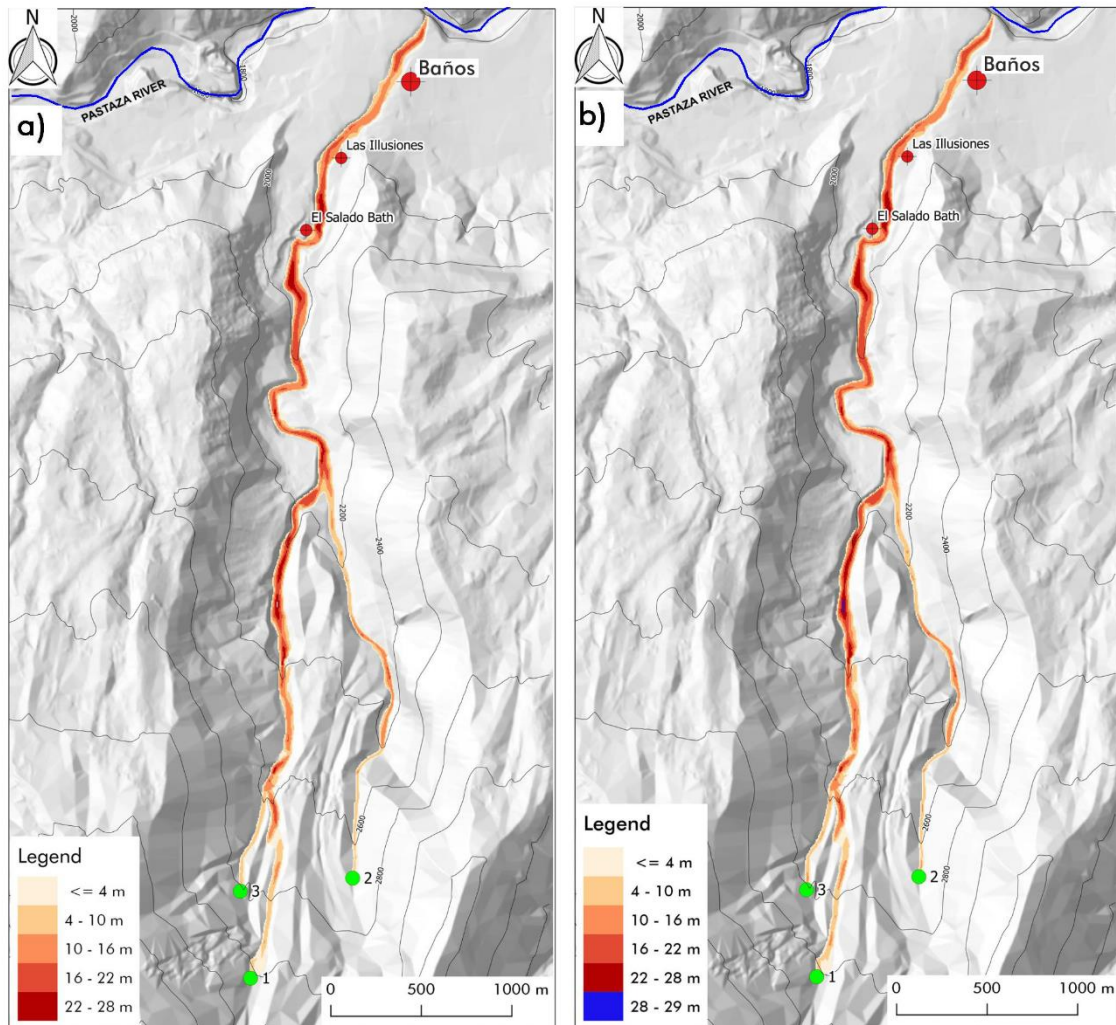 N
2000
1800
1800
PASTAZA RIVER
a)
Baños
Las Illusiones
2000
El Salado Bath
2200
2400
2600
2800
2
3
1
Legend
<= 4 m
4 - 10 m
10 - 16 m
16 - 22 m
22 - 28 m
0 500 1000 m
N
2000
1800
PASTAZA RIVER
b)
Baños
Las Illusiones
2000
El Salado Bath
2200
2400
2600
2800
2
3
1
Legend
<= 4 m
4 - 10 m
10 - 16 m
16 - 22 m
22 - 28 m
28 - 29 m
0 500 1000 m